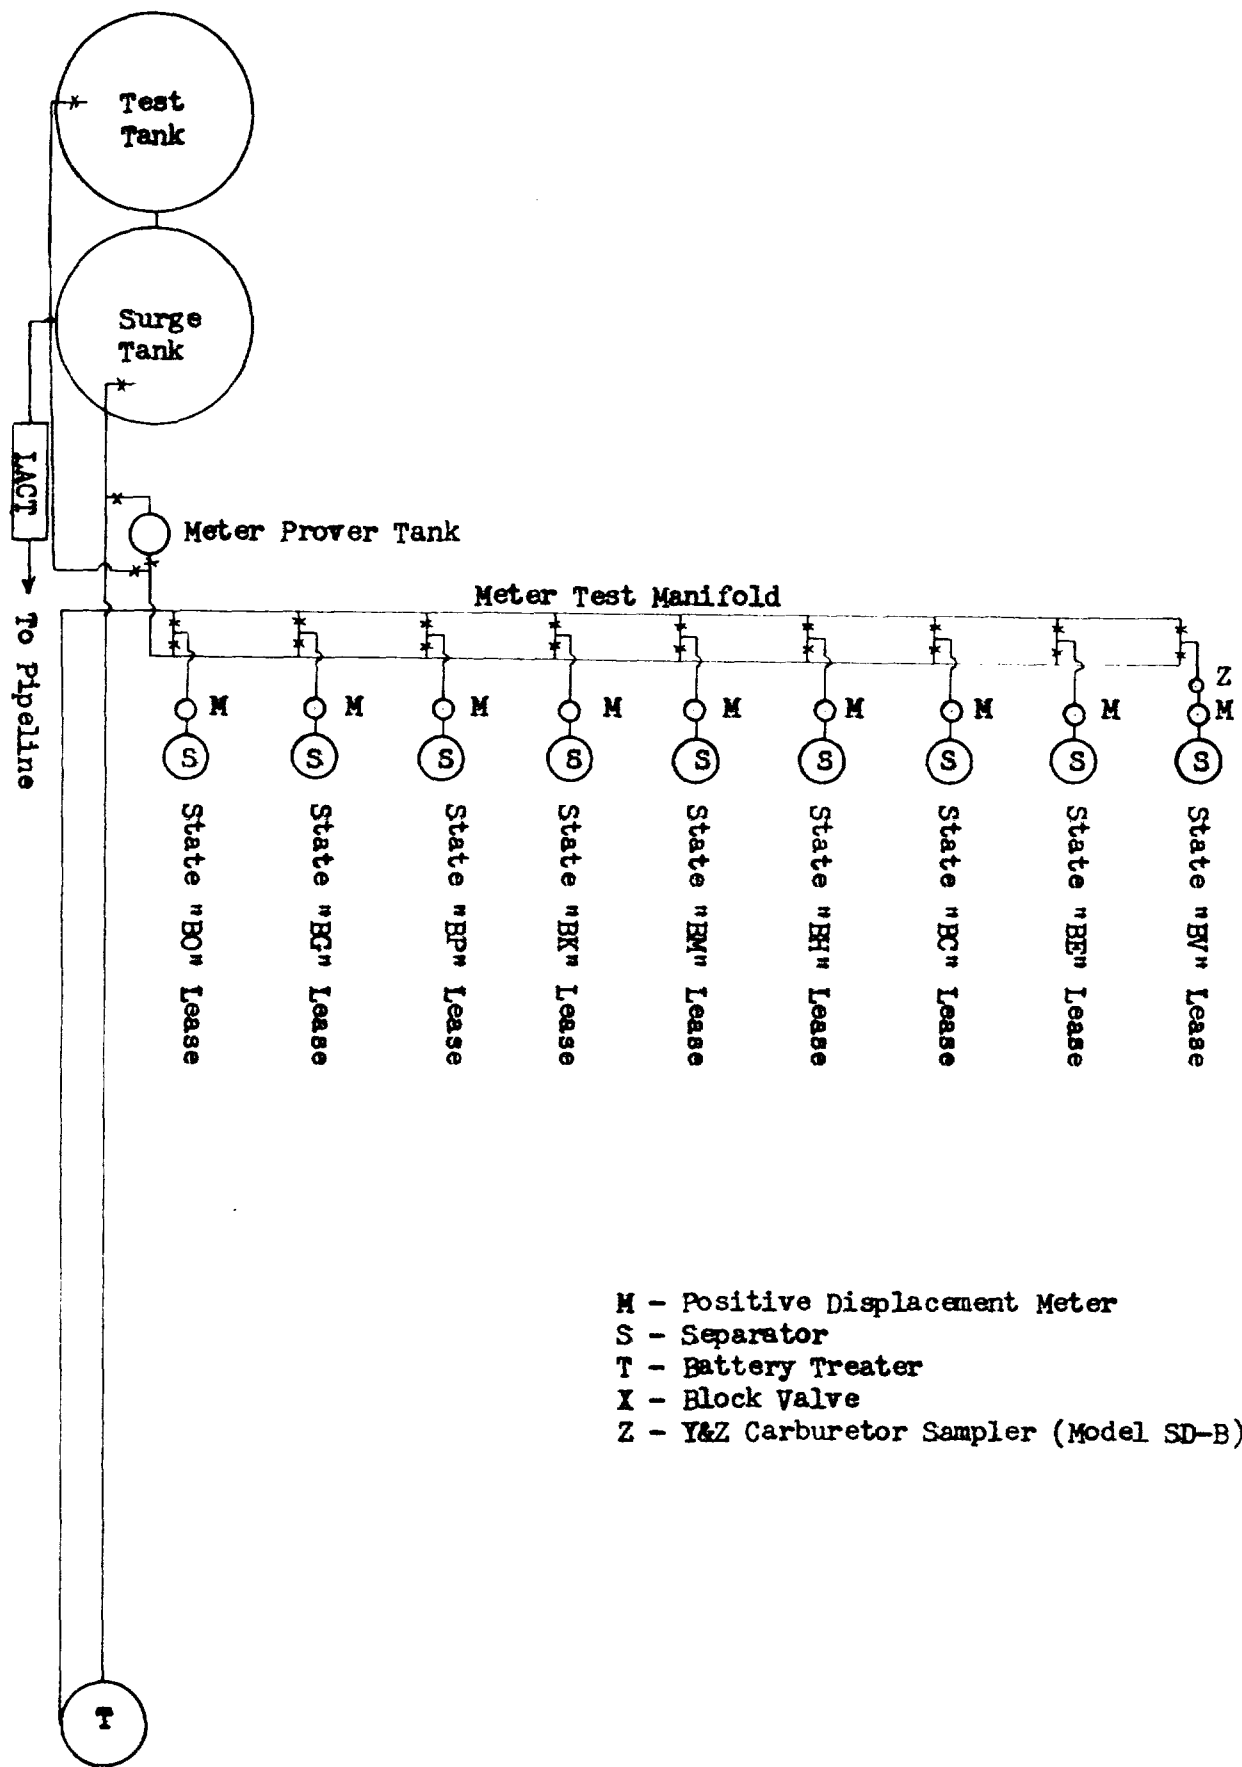 Test
Tank
Surge
Tank
LACT
To Pipeline
Meter Prover Tank
Meter Test Manifold
Z
M
M
M
M
M
M
M
M
M
S
S
S
S
S
S
S
S
S
State "BO" Lease
State "BG" Lease
State "BP" Lease
State "BK" Lease
State "BM" Lease
State "BH" Lease
State "BC" Lease
State "BE" Lease
State "BV" Lease
M - Positive Displacement Meter
S - Separator
T - Battery Treater
X - Block Valve
Z - Y&Z Carburetor Sampler (Model SD-B)
T